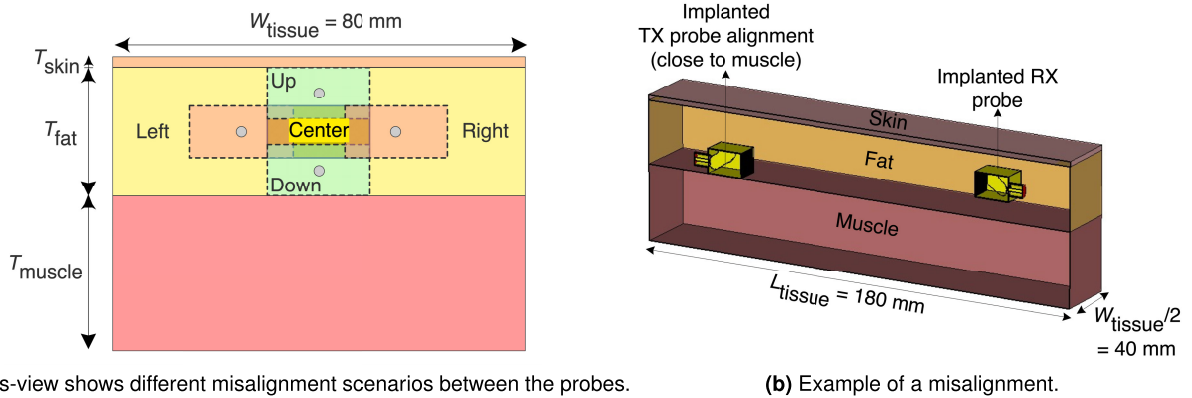 W_tissue = 80 mm
T_skin
T_fat
T_muscle
Up
Left
Center
Right
Down
s-view shows different misalignment scenarios between the probes.
Implanted
TX probe alignment
(close to muscle)
Implanted RX
probe
Skin
Fat
Muscle
L_tissue = 180 mm
W_tissue/2
= 40 mm
(b) Example of a misalignment.